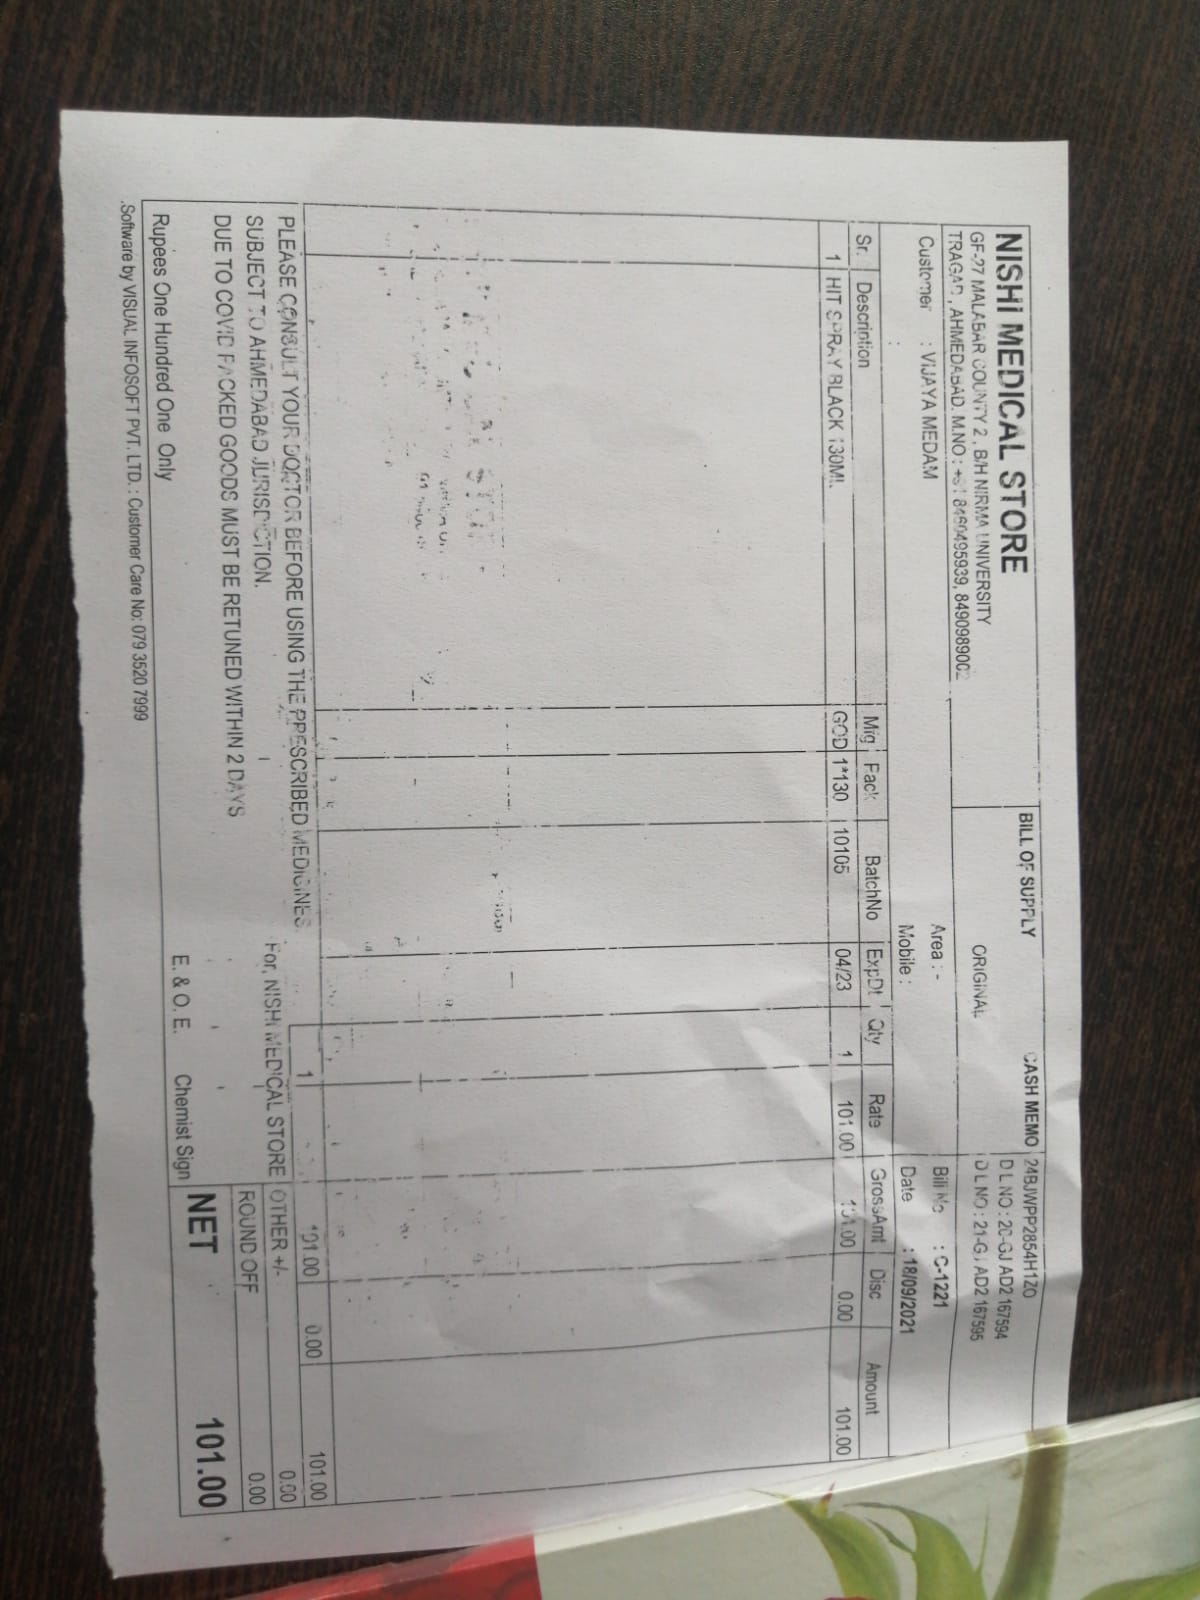 NISHI MEDICAL STORE
GF-27 MALABAR COUNTY 2 , B/H NIRMA UNIVERSITY
TRAGAD , AHMEDABAD. M.NO : +91 8460495939, 8490989002
BILL OF SUPPLY CASH MEMO
ORIGINAL
24BJWPP2854H1Z0
D L NO : 20-GJ AD2 167594
D L NO : 21-GJ AD2 167595
Customer : VIJAYA MEDAM Area : - Bill No : C-1221
: Mobile : Date : 18/09/2021
Sr. Description Mfg Pack BatchNo ExpDt Qty Rate GrossAmt Disc Amount
1 HIT SPRAY BLACK 130ML GOD 1*130 10105 04/23 1 101.00 101.00 0.00 101.00
1 101.00 0.00 101.00
PLEASE CONSULT YOUR DOCTOR BEFORE USING THE PRESCRIBED MEDICINES.
SUBJECT TO AHMEDABAD JURISDICTION.
DUE TO COVID PACKED GOODS MUST BE RETUNED WITHIN 2 DAYS
For, NISHI MEDICAL STORE OTHER +/- 0.00
ROUND OFF 0.00
Rupees One Hundred One Only E. & O. E. Chemist Sign NET 101.00
.Software by VISUAL INFOSOFT PVT. LTD. : Customer Care No: 079 3520 7999